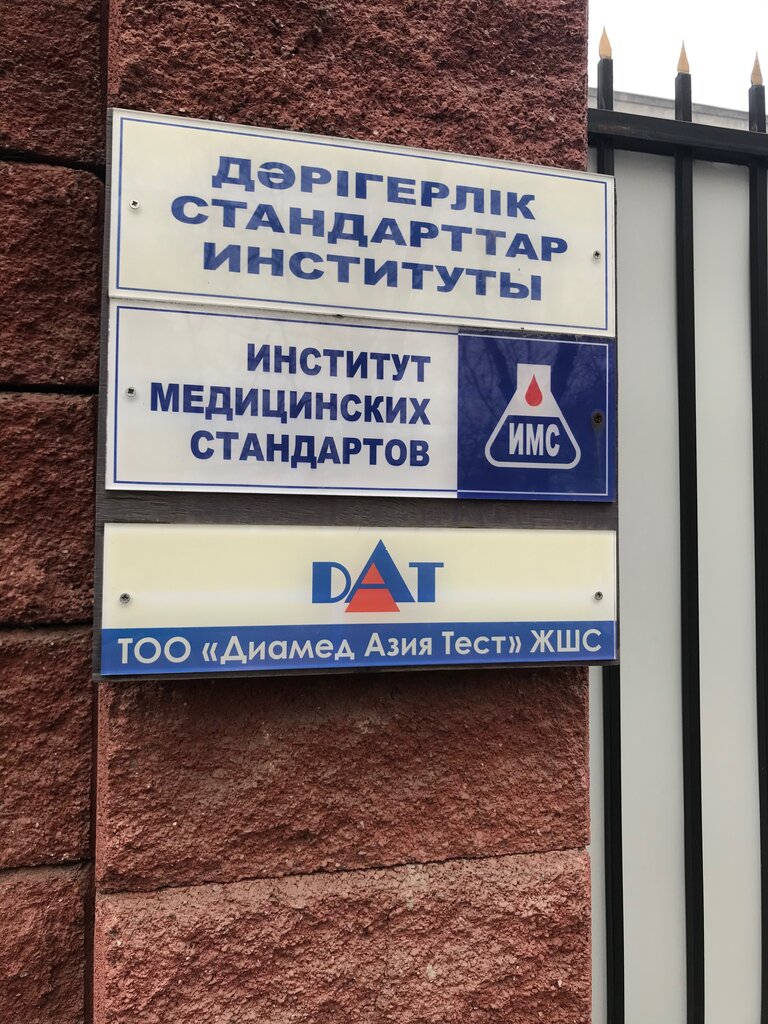 ДӘРІГЕРЛІК
СТАНДАРТТАР
ИНСТИТУТЫ
ИНСТИТУТ
МЕДИЦИНСКИХ
СТАНДАРТОВ
ИМС
DAT
ТОО «Диамед Азия Тест» ЖШС